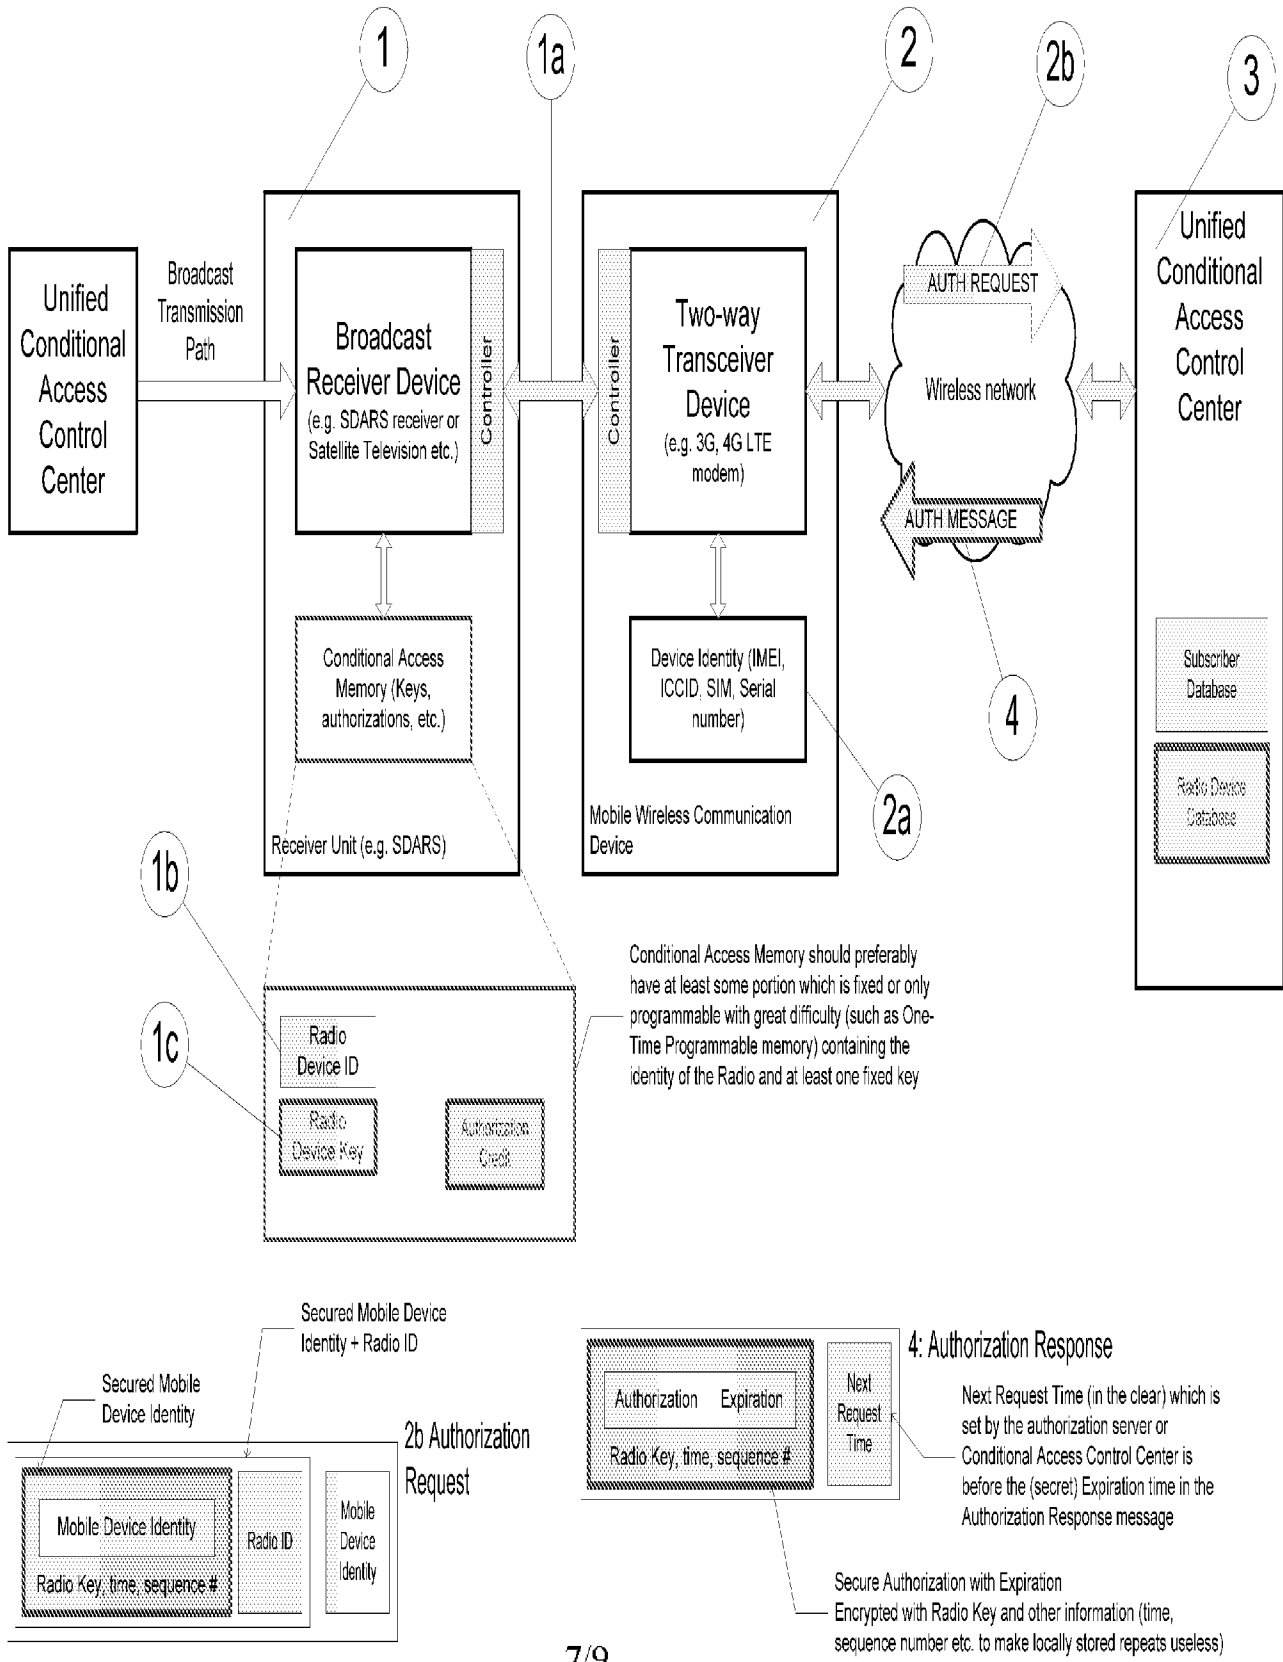 1
1a
2
2b
3
Unified
Conditional
Access
Control
Center
Broadcast
Transmission
Path
Broadcast
Receiver Device
(e.g. SDARS receiver or
Satellite Television etc.)
Controller
Controller
Two-way
Transceiver
Device
(e.g. 3G, 4G LTE
modem)
AUTH REQUEST
Wireless network
AUTH MESSAGE
Unified
Conditional
Access
Control
Center
Conditional Access
Memory (Keys,
authorizations, etc.)
Device Identity (IMEI,
ICCID, SIM, Serial
number)
4
Subscriber
Database
Radio Device
Database
2a
Receiver Unit (e.g. SDARS)
Mobile Wireless Communication
Device
1b
1c
Radio
Device ID
Radio
Device Key
Authorization
Credit
Conditional Access Memory should preferably
have at least some portion which is fixed or only
programmable with great difficulty (such as One-
Time Programmable memory) containing the
identity of the Radio and at least one fixed key
Secured Mobile Device
Identity + Radio ID
Secured Mobile
Device Identity
2b Authorization
Request
Mobile Device Identity
Radio Key, time, sequence #
Radio ID
Mobile
Device
Identity
4: Authorization Response
Authorization Expiration
Radio Key, time, sequence #
Next
Request
Time
Next Request Time (in the clear) which is
set by the authorization server or
Conditional Access Control Center is
before the (secret) Expiration time in the
Authorization Response message
Secure Authorization with Expiration
Encrypted with Radio Key and other information (time,
sequence number etc. to make locally stored repeats useless)
7/9